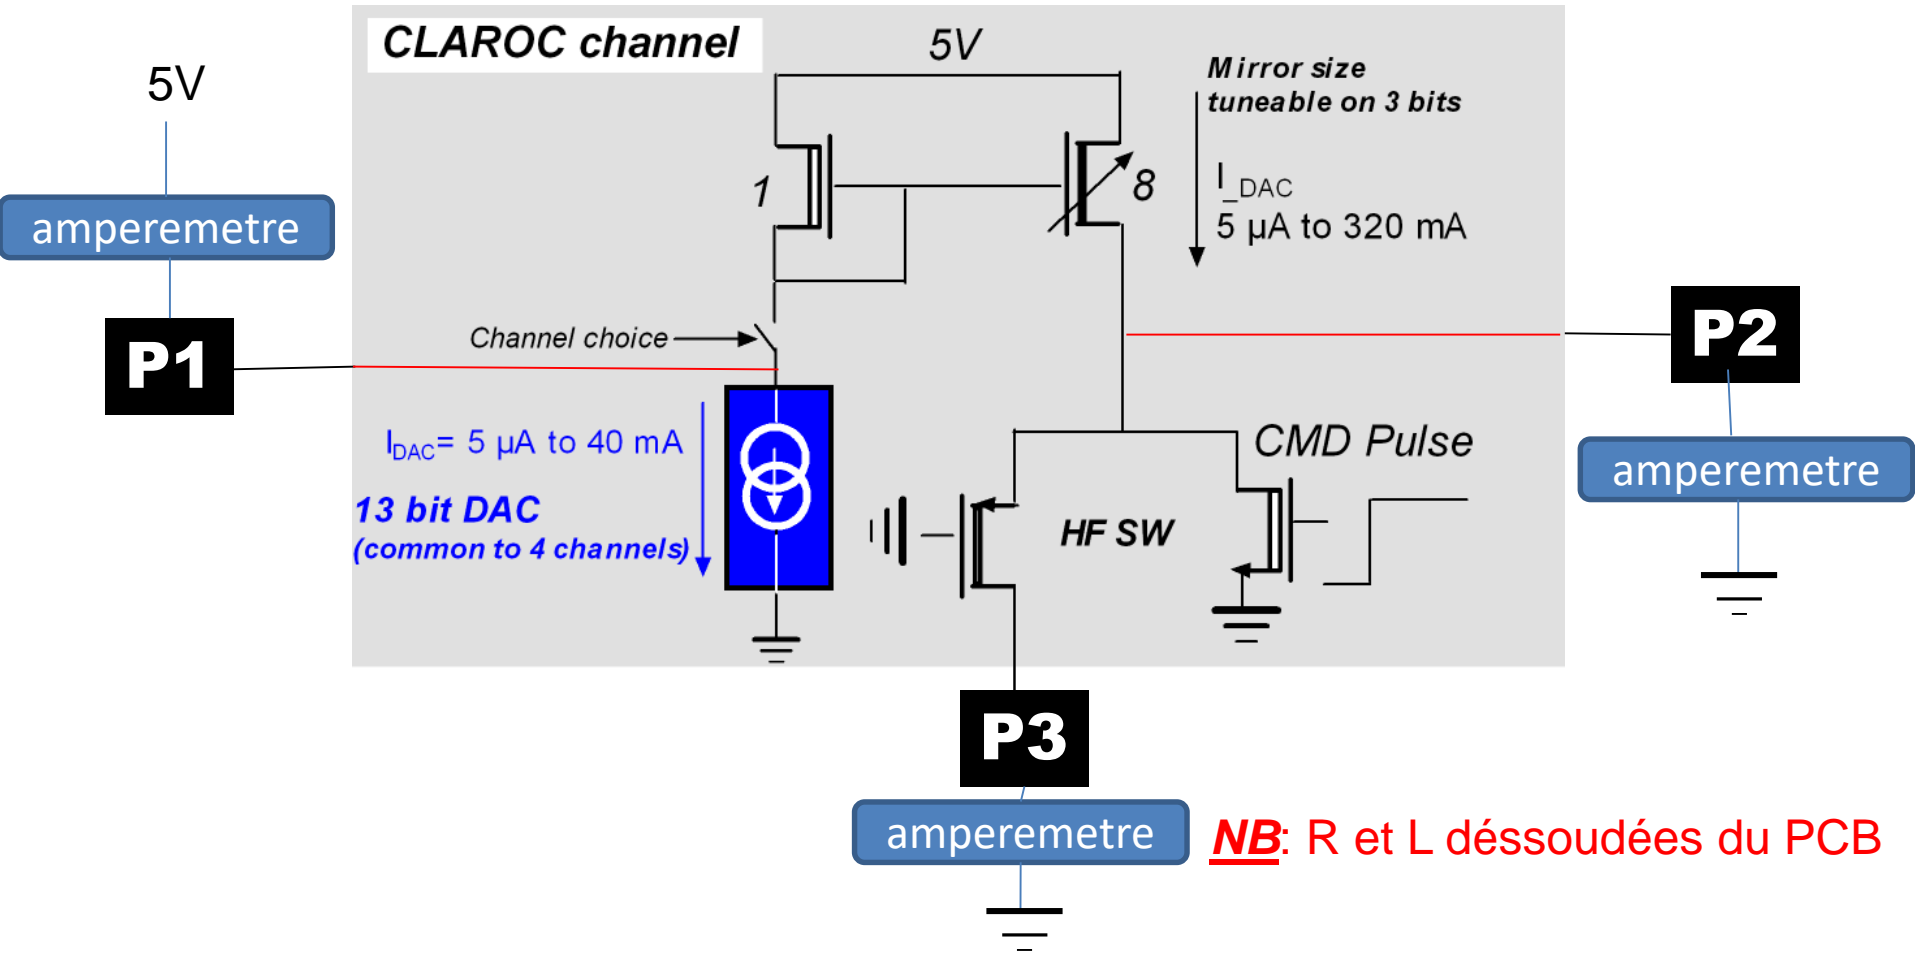 CLAROC channel
5V
5V
Mirror size
tuneable on 3 bits
amperemetre
1
8
I_DAC
5 µA to 320 mA
P1
Channel choice
P2
IDAC= 5 µA to 40 mA
13 bit DAC
(common to 4 channels)
CMD Pulse
amperemetre
HF SW
P3
amperemetre
NB: R et L déssoudées du PCB